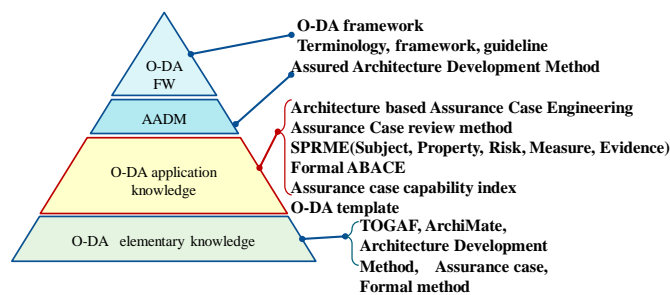 O-DA framework
Terminology, framework, guideline
O-DA
FW
Assured Architecture Development Method
AADM
Architecture based Assurance Case Engineering
Assurance Case review method
SPRME(Subject, Property, Risk, Measure, Evidence)
Formal ABACE
Assurance case capability index
O-DA template
O-DA application
knowledge
O-DA elementary knowledge
TOGAF, ArchiMate,
Architecture Development
Method, Assurance case,
Formal method